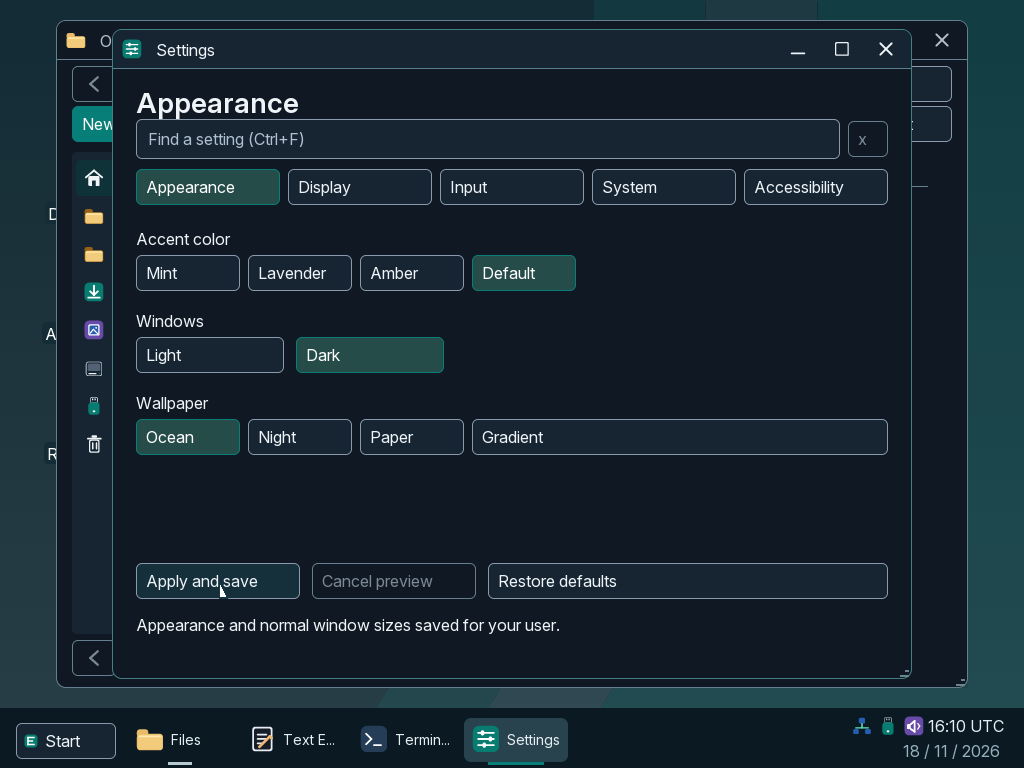 Settings
Appearance
Find a setting (Ctrl+F)
x
Appearance
Display
Input
System
Accessibility
Accent color
Mint
Lavender
Amber
Default
Windows
Light
Dark
Wallpaper
Ocean
Night
Paper
Gradient
Apply and save
Cancel preview
Restore defaults
Appearance and normal window sizes saved for your user.
New
Start
Files
Text E...
Termin...
Settings
16:10 UTC
18 / 11 / 2026